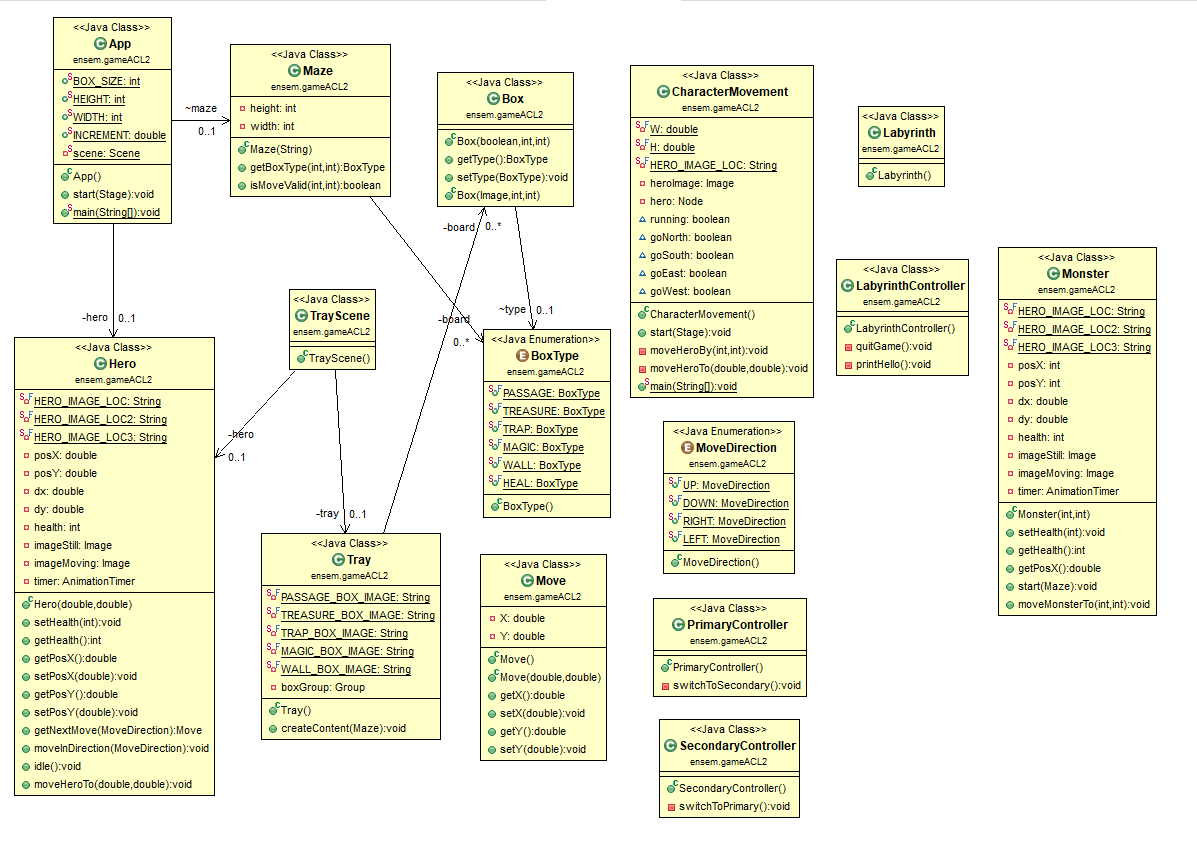 <<Java Class>>
App
ensem.gameACL2
BOX_SIZE: int
HEIGHT: int
WIDTH: int
INCREMENT: double
scene: Scene
App()
start(Stage):void
main(String[]):void
~maze
0..1
<<Java Class>>
Maze
ensem.gameACL2
height: int
width: int
Maze(String)
getBoxType(int,int):BoxType
isMoveValid(int,int):boolean
<<Java Class>>
Box
ensem.gameACL2
Box(boolean,int,int)
getType():BoxType
setType(BoxType):void
Box(Image,int,int)
-board
0..*
<<Java Class>>
CharacterMovement
ensem.gameACL2
W: double
H: double
HERO_IMAGE_LOC: String
heroImage: Image
hero: Node
running: boolean
goNorth: boolean
goSouth: boolean
goEast: boolean
goWest: boolean
CharacterMovement()
start(Stage):void
moveHeroBy(int,int):void
moveHeroTo(double,double):void
main(String[]):void
<<Java Class>>
Labyrinth
ensem.gameACL2
Labyrinth()
<<Java Class>>
LabyrinthController
ensem.gameACL2
LabyrinthController()
quitGame():void
printHello():void
<<Java Class>>
Monster
ensem.gameACL2
HERO_IMAGE_LOC: String
HERO_IMAGE_LOC2: String
HERO_IMAGE_LOC3: String
posX: int
posY: int
dx: double
dy: double
health: int
imageStill: Image
imageMoving: Image
timer: AnimationTimer
Monster(int,int)
setHealth(int):void
getHealth():int
getPosX():double
start(Maze):void
moveMonsterTo(int,int):void
-hero
0..1
<<Java Class>>
Hero
ensem.gameACL2
HERO_IMAGE_LOC: String
HERO_IMAGE_LOC2: String
HERO_IMAGE_LOC3: String
posX: double
posY: double
dx: double
dy: double
health: int
imageStill: Image
imageMoving: Image
timer: AnimationTimer
Hero(double,double)
setHealth(int):void
getHealth():int
getPosX():double
setPosX(double):void
getPosY():double
setPosY(double):void
getNextMove(MoveDirection):Move
moveInDirection(MoveDirection):void
idle():void
moveHeroTo(double,double):void
<<Java Class>>
TrayScene
ensem.gameACL2
TrayScene()
-hero
0..1
-board
0..*
~type
0..1
<<Java Enumeration>>
BoxType
ensem.gameACL2
PASSAGE: BoxType
TREASURE: BoxType
TRAP: BoxType
MAGIC: BoxType
WALL: BoxType
HEAL: BoxType
BoxType()
-tray
0..1
<<Java Class>>
Tray
ensem.gameACL2
PASSAGE_BOX_IMAGE: String
TREASURE_BOX_IMAGE: String
TRAP_BOX_IMAGE: String
MAGIC_BOX_IMAGE: String
WALL_BOX_IMAGE: String
boxGroup: Group
Tray()
createContent(Maze):void
<<Java Class>>
Move
ensem.gameACL2
X: double
Y: double
Move()
Move(double,double)
getX():double
setX(double):void
getY():double
setY(double):void
<<Java Enumeration>>
MoveDirection
ensem.gameACL2
UP: MoveDirection
DOWN: MoveDirection
RIGHT: MoveDirection
LEFT: MoveDirection
MoveDirection()
<<Java Class>>
PrimaryController
ensem.gameACL2
PrimaryController()
switchToSecondary():void
<<Java Class>>
SecondaryController
ensem.gameACL2
SecondaryController()
switchToPrimary():void